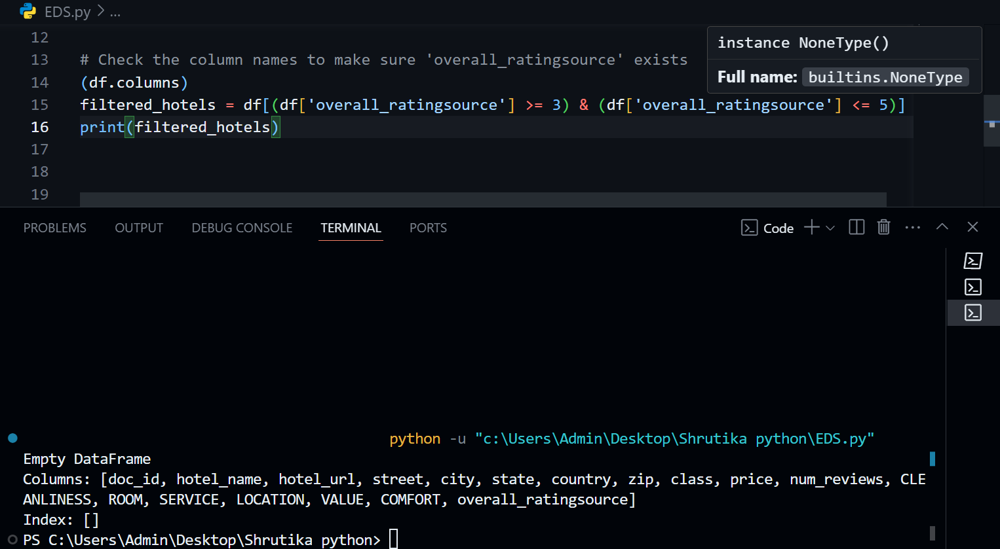 EDS.py > ...
12
13 # Check the column names to make sure 'overall_ratingsource' exists
14 (df.columns)
15 filtered_hotels = df[(df['overall_ratingsource'] >= 3) & (df['overall_ratingsource'] <= 5)]
16 print(filtered_hotels)
17
18
19
instance NoneType()
Full name: builtins.NoneType
PROBLEMS OUTPUT DEBUG CONSOLE TERMINAL PORTS
Code
python -u "c:\Users\Admin\Desktop\Shrutika python\EDS.py"
Empty DataFrame
Columns: [doc_id, hotel_name, hotel_url, street, city, state, country, zip, class, price, num_reviews, CLE
ANLINESS, ROOM, SERVICE, LOCATION, VALUE, COMFORT, overall_ratingsource]
Index: []
PS C:\Users\Admin\Desktop\Shrutika python>